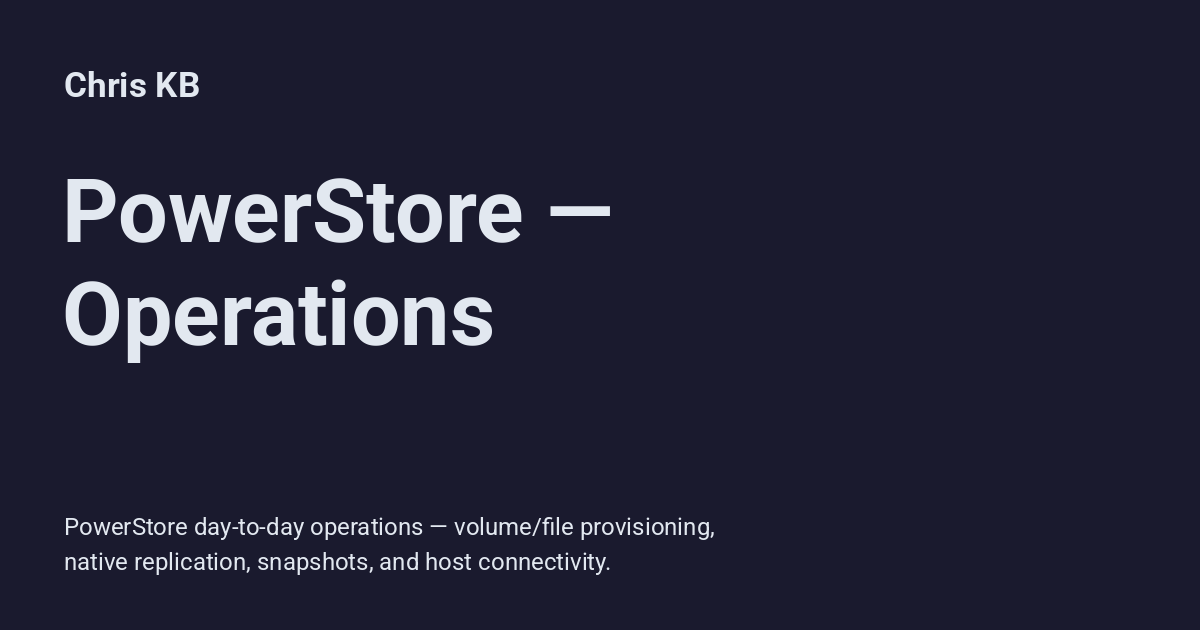 Chris KB
PowerStore —
Operations
PowerStore day-to-day operations — volume/file provisioning,
native replication, snapshots, and host connectivity.